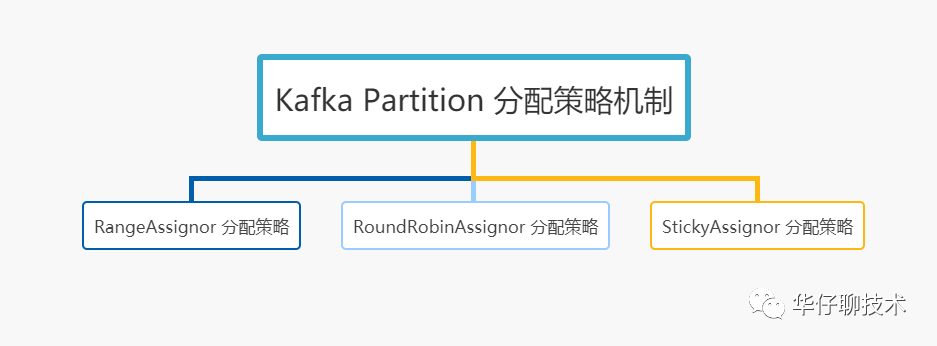 Kafka Partition 分配策略机制
RangeAssignor 分配策略
RoundRobinAssignor 分配策略
StickyAssignor 分配策略
华仔聊技术